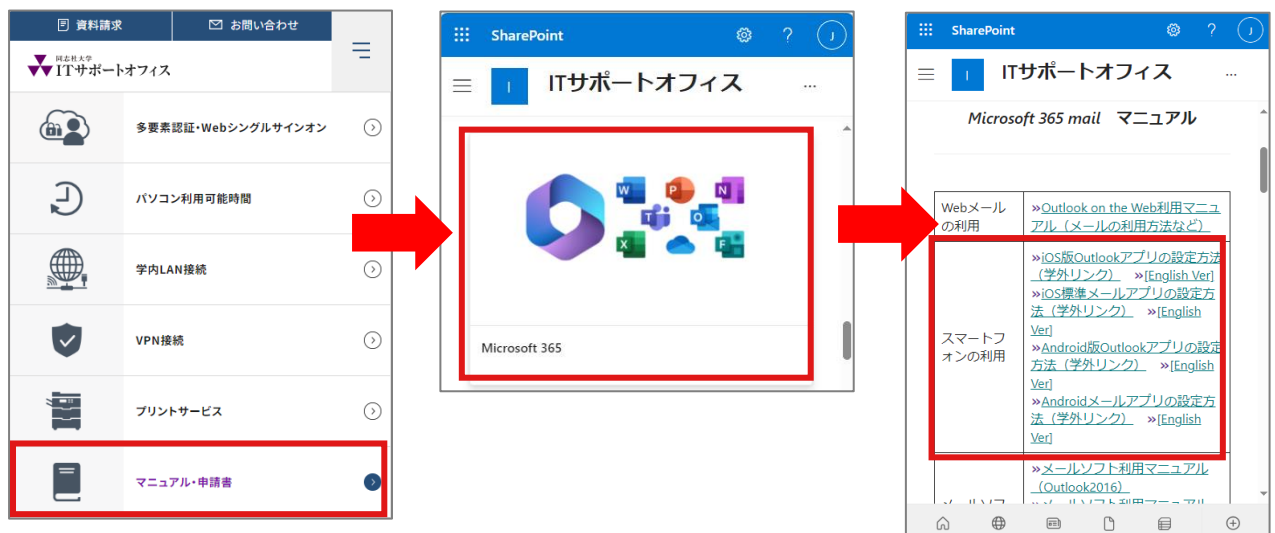 資料請求
お問い合わせ
同志社大学
ITサポートオフィス
多要素認証・Webシングルサインオン
パソコン利用可能時間
学内LAN接続
VPN接続
プリントサービス
マニュアル・申請書
SharePoint
?
J
I
ITサポートオフィス
...
W
P
N
T
O
X
F
Microsoft 365
SharePoint
?
J
I
ITサポートオフィス
...
Microsoft 365 mail マニュアル
Webメール
の利用
»Outlook on the Web利用マニュ
アル（メールの利用方法など）
スマートフ
ォンの利用
»iOS版Outlookアプリの設定方法
（学外リンク） »[English Ver]
»iOS標準メールアプリの設定方
法（学外リンク） »[English
Ver]
»Android版Outlookアプリの設定
方法（学外リンク） »[English
Ver]
»Androidメールアプリの設定方
法（学外リンク） »[English
Ver]
»メールソフト利用マニュアル
（Outlook2016）